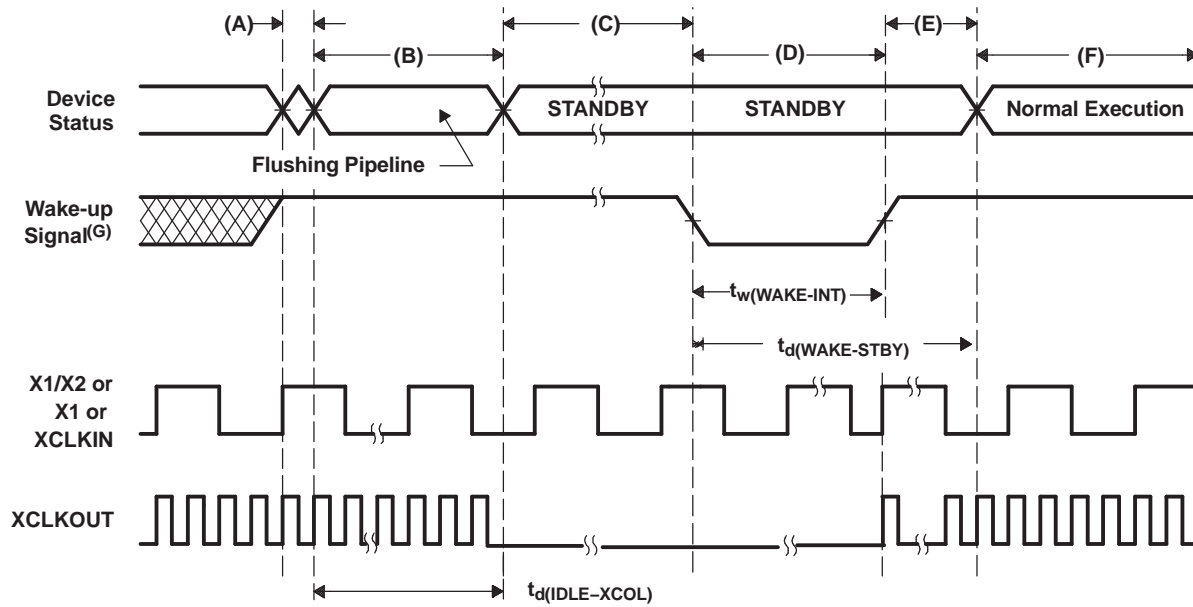 (A)
(C)
(E)
(B)
(D)
(F)
Device
Status
STANDBY
STANDBY
Normal Execution
Flushing Pipeline
Wake-up
Signal(G)
tw(WAKE-INT)
td(WAKE-STBY)
X1/X2 or
X1 or
XCLKIN
XCLKOUT
td(IDLE–XCOL)